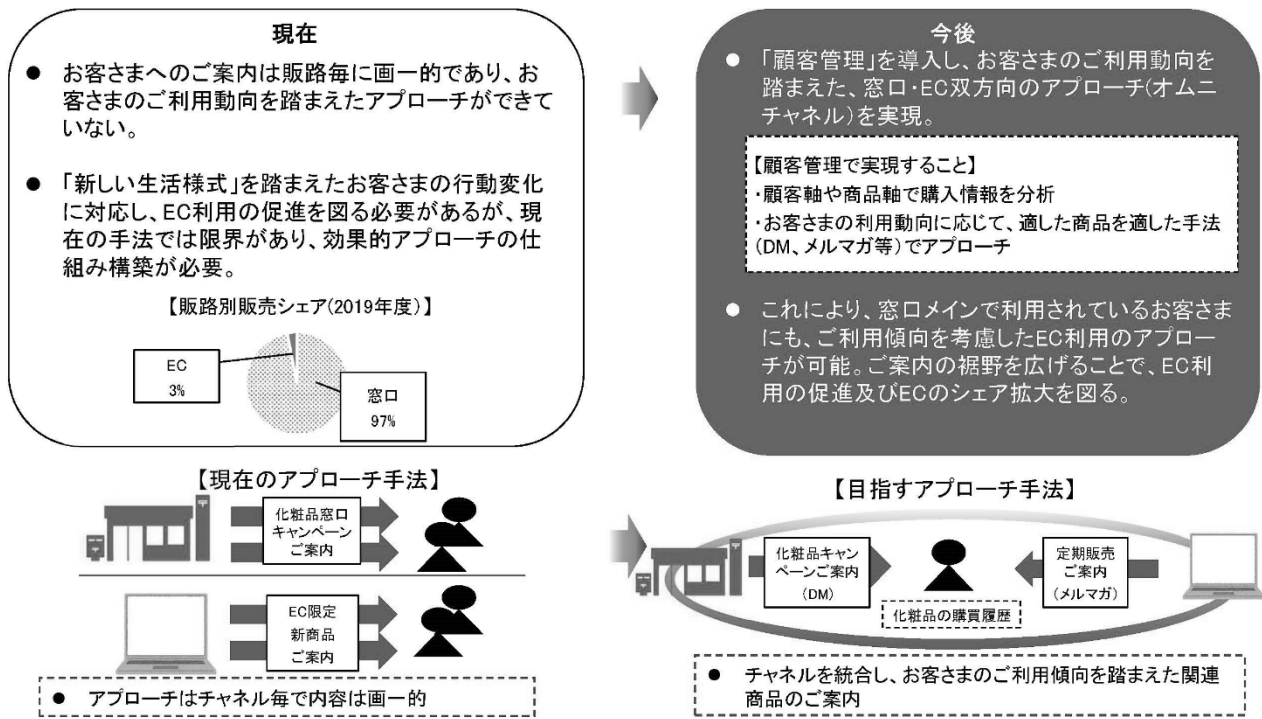 現在
● お客さまへのご案内は販路毎に画一的であり、お
客さまのご利用動向を踏まえたアプローチができて
いない。
● 「新しい生活様式」を踏まえたお客さまの行動変化
に対応し、EC利用の促進を図る必要があるが、現
在の手法では限界があり、効果的アプローチの仕
組み構築が必要。
【販路別販売シェア(2019年度)】
EC
3%
窓口
97%
【現在のアプローチ手法】
化粧品窓口
キャンペーン
ご案内
EC限定
新商品
ご案内
● アプローチはチャネル毎で内容は画一的
今後
● 「顧客管理」を導入し、お客さまのご利用動向を
踏まえた、窓口・EC双方向のアプローチ(オムニ
チャネル)を実現。
【顧客管理で実現すること】
・顧客軸や商品軸で購入情報を分析
・お客さまの利用動向に応じて、適した商品を適した手法
(DM、メルマガ等)でアプローチ
● これにより、窓口メインで利用されているお客さま
にも、ご利用傾向を考慮したEC利用のアプロー
チが可能。ご案内の裾野を広げることで、EC利
用の促進及びECのシェア拡大を図る。
【目指すアプローチ手法】
化粧品キャン
ペーンご案内
(DM)
化粧品の購買履歴
定期販売
ご案内
(メルマガ)
● チャネルを統合し、お客さまのご利用傾向を踏まえた関連
商品のご案内